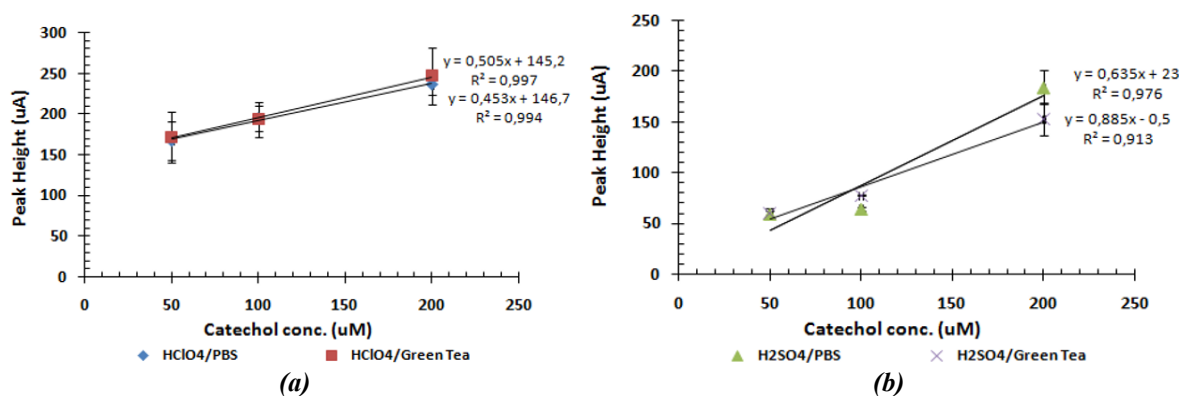 300
250
200
150
100
50
0
Peak Height (uA)
y = 0,505x + 145,2
R² = 0,997
y = 0,453x + 146,7
R² = 0,994
0 50 100 150 200 250
Catechol conc. (uM)
HClO4/PBS HClO4/Green Tea
(a)
250
200
150
100
50
0
Peak Height (uA)
y = 0,635x + 23
R² = 0,976
y = 0,885x - 0,5
R² = 0,913
0 50 100 150 200 250
Catechol conc. (uM)
H2SO4/PBS H2SO4/Green Tea
(b)